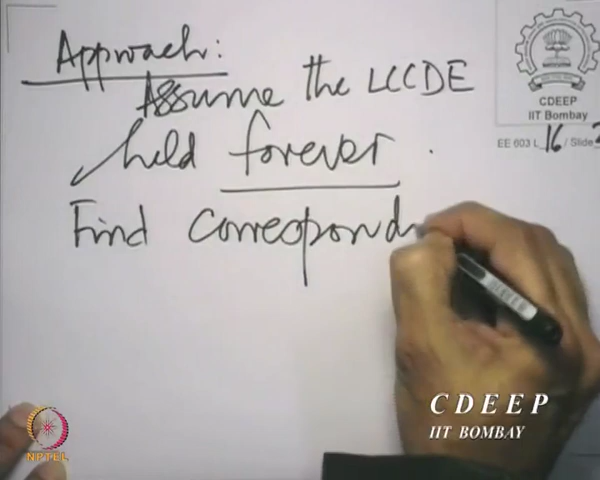 Approach:
Assume the LCCDE
held forever.
Find correspond
CDEEP
IIT Bombay
EE 603 L 16 / Slide
CDEEP
IIT BOMBAY
NPTEL